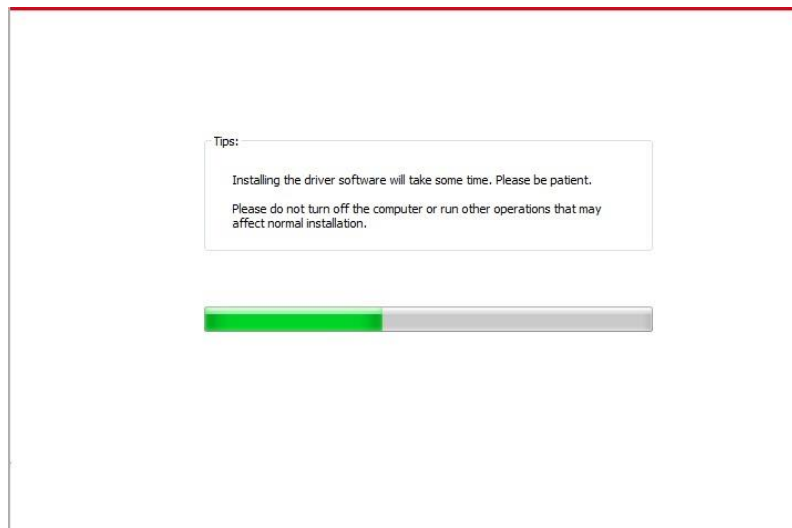 Tips:
Installing the driver software will take some time. Please be patient.
Please do not turn off the computer or run other operations that may
affect normal installation.